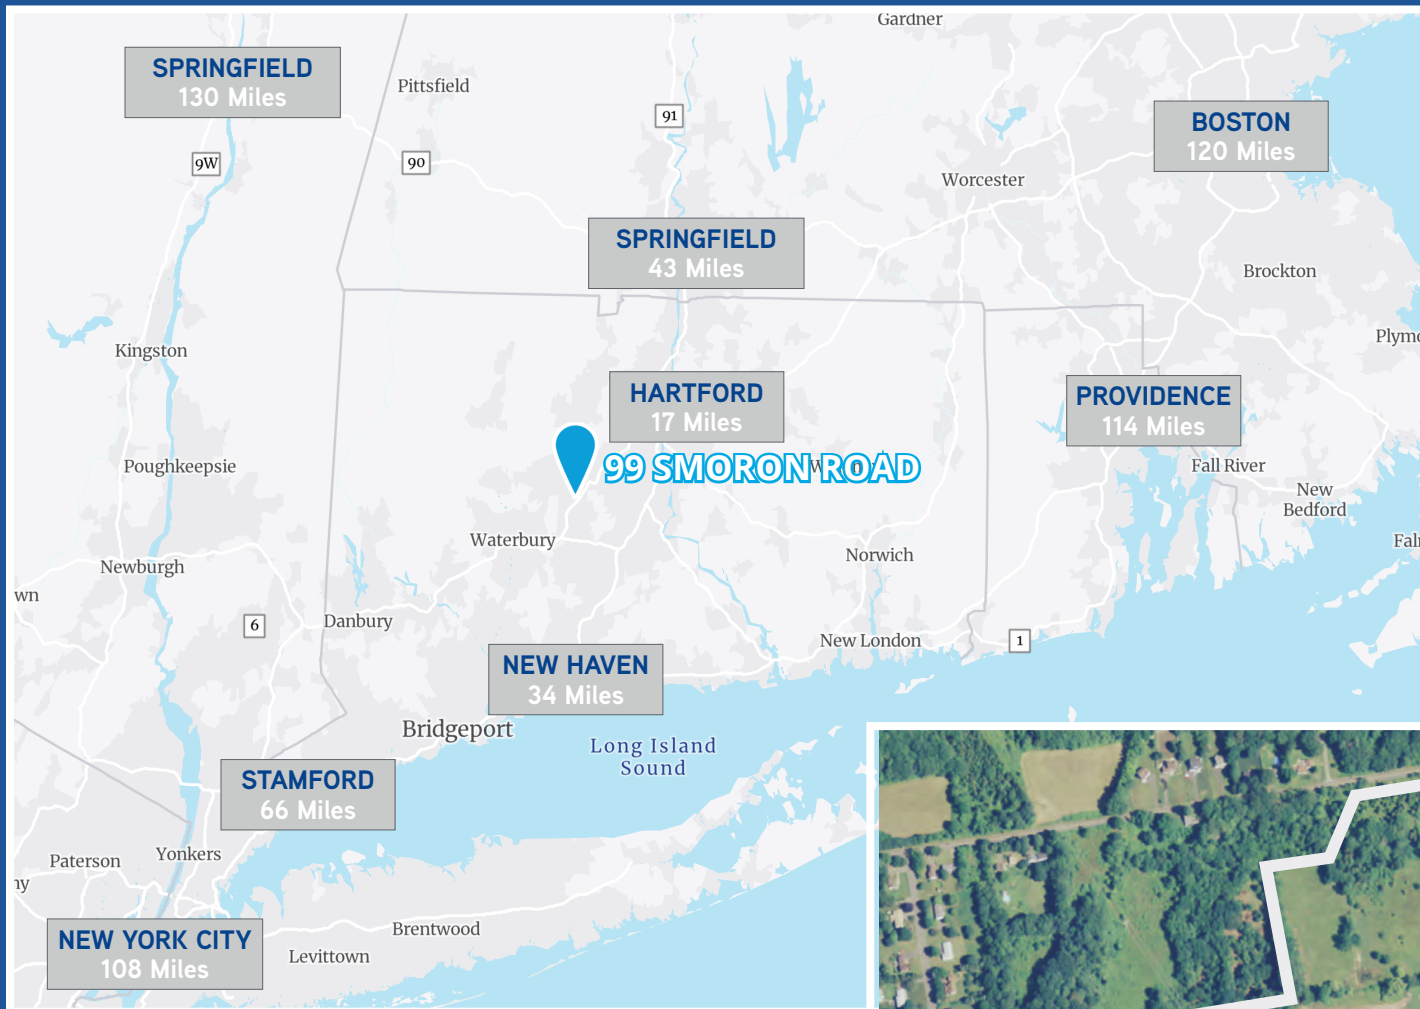 Gardner
SPRINGFIELD
130 Miles
Pittsfield
91
BOSTON
120 Miles
9W
90
Worcester
SPRINGFIELD
43 Miles
Brockton
Kingston
HARTFORD
17 Miles
PROVIDENCE
114 Miles
99 SMORON ROAD
Poughkeepsie
Fall River
New
Bedford
Waterbury
Norwich
Newburgh
wn
6
Danbury
New London
1
NEW HAVEN
34 Miles
Bridgeport
Long Island
Sound
STAMFORD
66 Miles
Paterson
Yonkers
NEW YORK CITY
108 Miles
Brentwood
Levittown